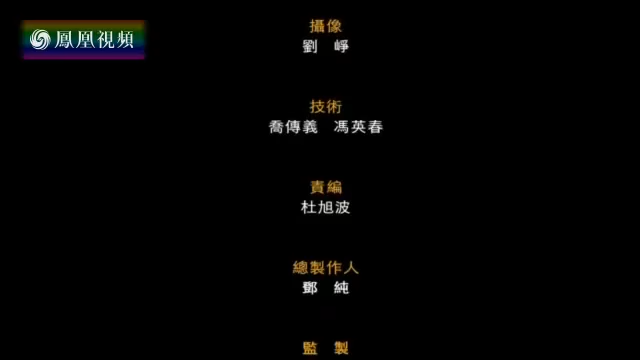 鳳凰視頻
攝像
劉　崢
技術
喬傳義　馮英春
責編
杜旭波
總製作人
鄧　純
監　製